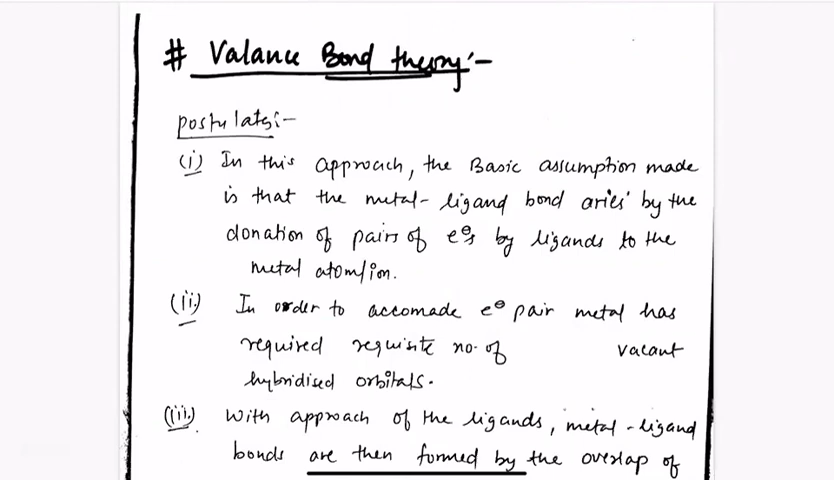 # Valance Bond theory:-
postulates:-
(i) In this approach, the Basic assumption made
is that the metal-ligand bond aries by the
donation of pairs of e⊖s by ligands to the
metal atom/ion.
(ii) In order to accomade e⊖ pair metal has
required requisite no. of vacant
hybridised orbitals.
(iii) With approach of the ligands, metal-ligand
bonds are then formed by the overlap of